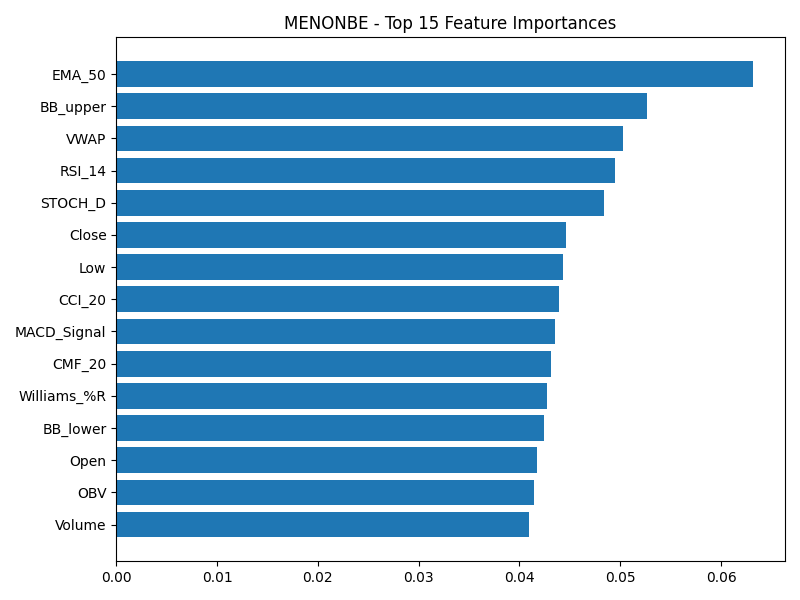 MENONBE - Top 15 Feature Importances
EMA_50
BB_upper
VWAP
RSI_14
STOCH_D
Close
Low
CCI_20
MACD_Signal
CMF_20
Williams_%R
BB_lower
Open
OBV
Volume
0.00 0.01 0.02 0.03 0.04 0.05 0.06